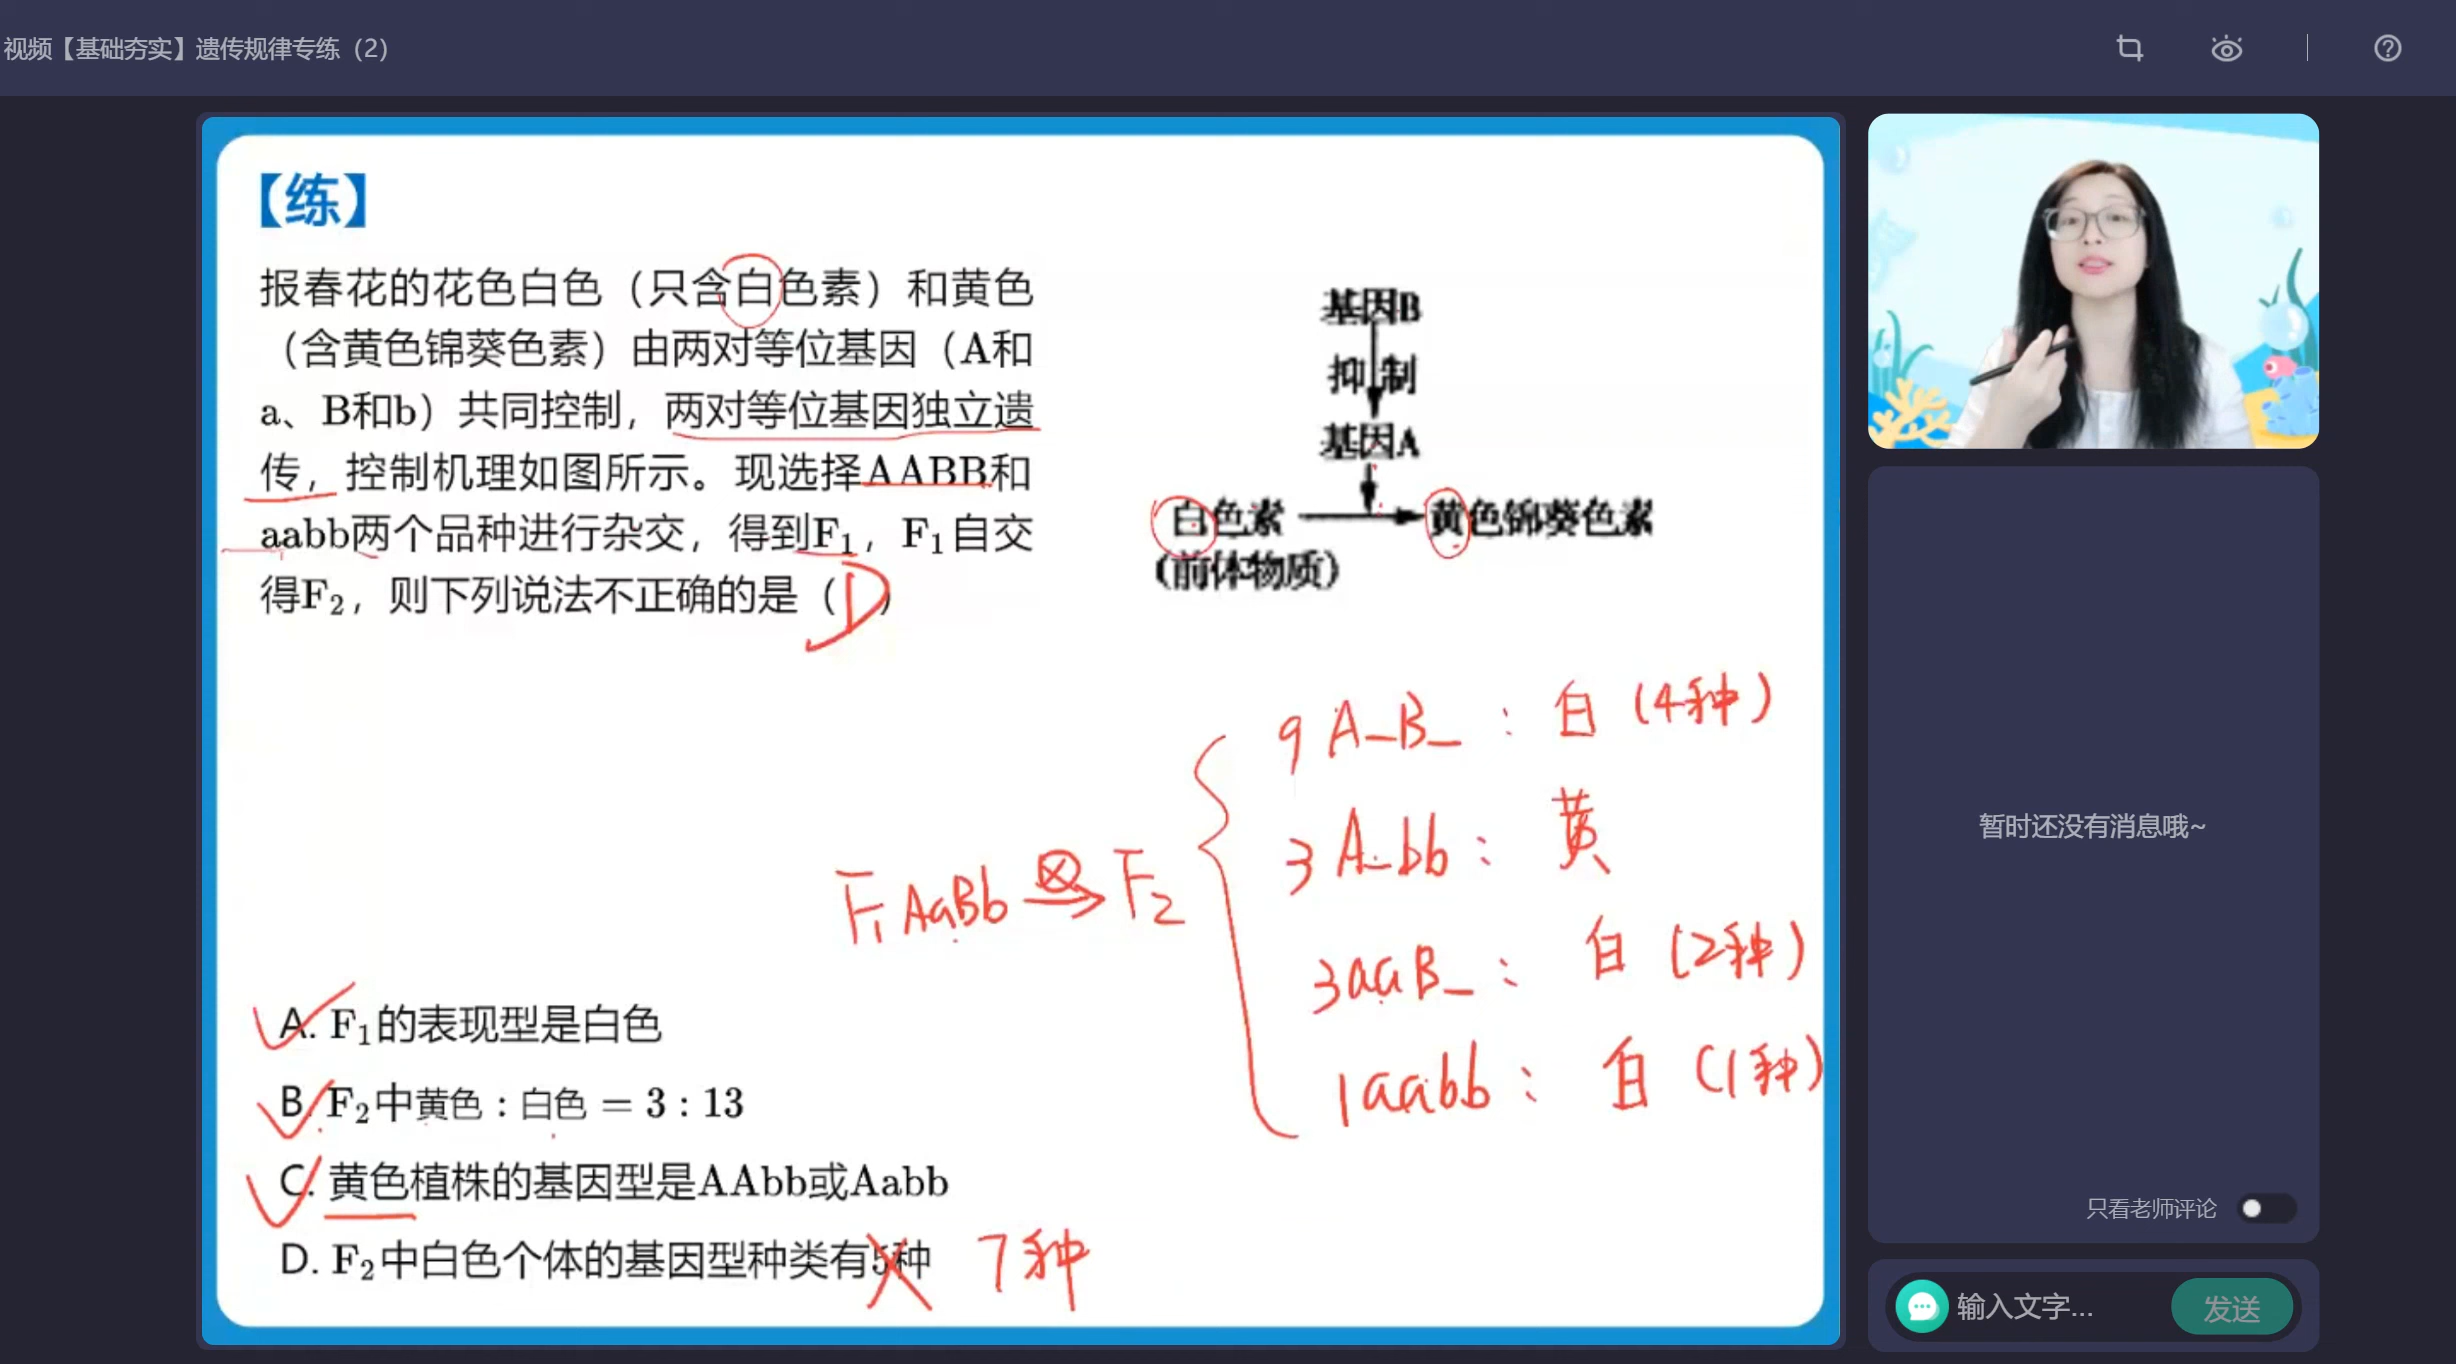 视频【基础夯实】遗传规律专练（2）
【练】
报春花的花色白色（只含白色素）和黄色
（含黄色锦葵色素）由两对等位基因（A和
a、B和b）共同控制，两对等位基因独立遗
传，控制机理如图所示。现选择AABB和
aabb两个品种进行杂交，得到F₁，F₁自交
得F₂，则下列说法不正确的是（D）
基因B
抑制
基因A
白色素
黄色锦葵色素
（前体物质）
F₁ AaBb ⊗→ F₂
9 A_B_：白（4种）
3 A_bb：黄
3aaB_：白（2种）
1aabb：白（1种）
A. F₁的表现型是白色
B. F₂中黄色：白色 = 3：13
C. 黄色植株的基因型是AAbb或Aabb
D. F₂中白色个体的基因型种类有5种 7种
暂时还没有消息哦~
只看老师评论
输入文字...
发送